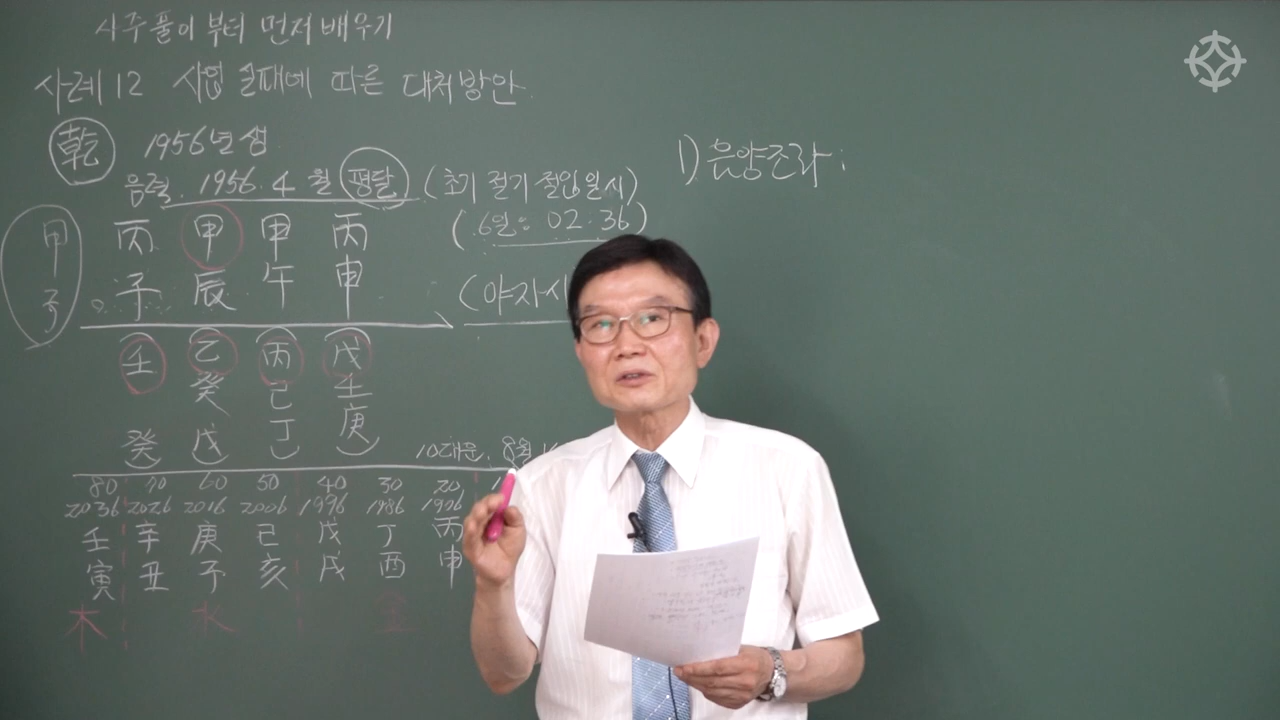 사주풀이부터 먼저 배우기
사례12 사업 실패에 따른 대처방안
乾 1956년생
음력. 1956.4월 평달 (초기 절기 절입일시)
(6일: 02:36)
1) 음양조라;
甲 丙 甲 甲 丙
子 子 辰 午 申
(야자시
壬 乙 丙 戊
癸 己 壬
癸 戊 丁 庚
10대운. 8월
80 70 60 50 40 30 20
2036 2026 2016 2006 1996 1986 1976
壬 辛 庚 己 戊 丁 丙
寅 丑 子 亥 戌 酉 申
木 水 金